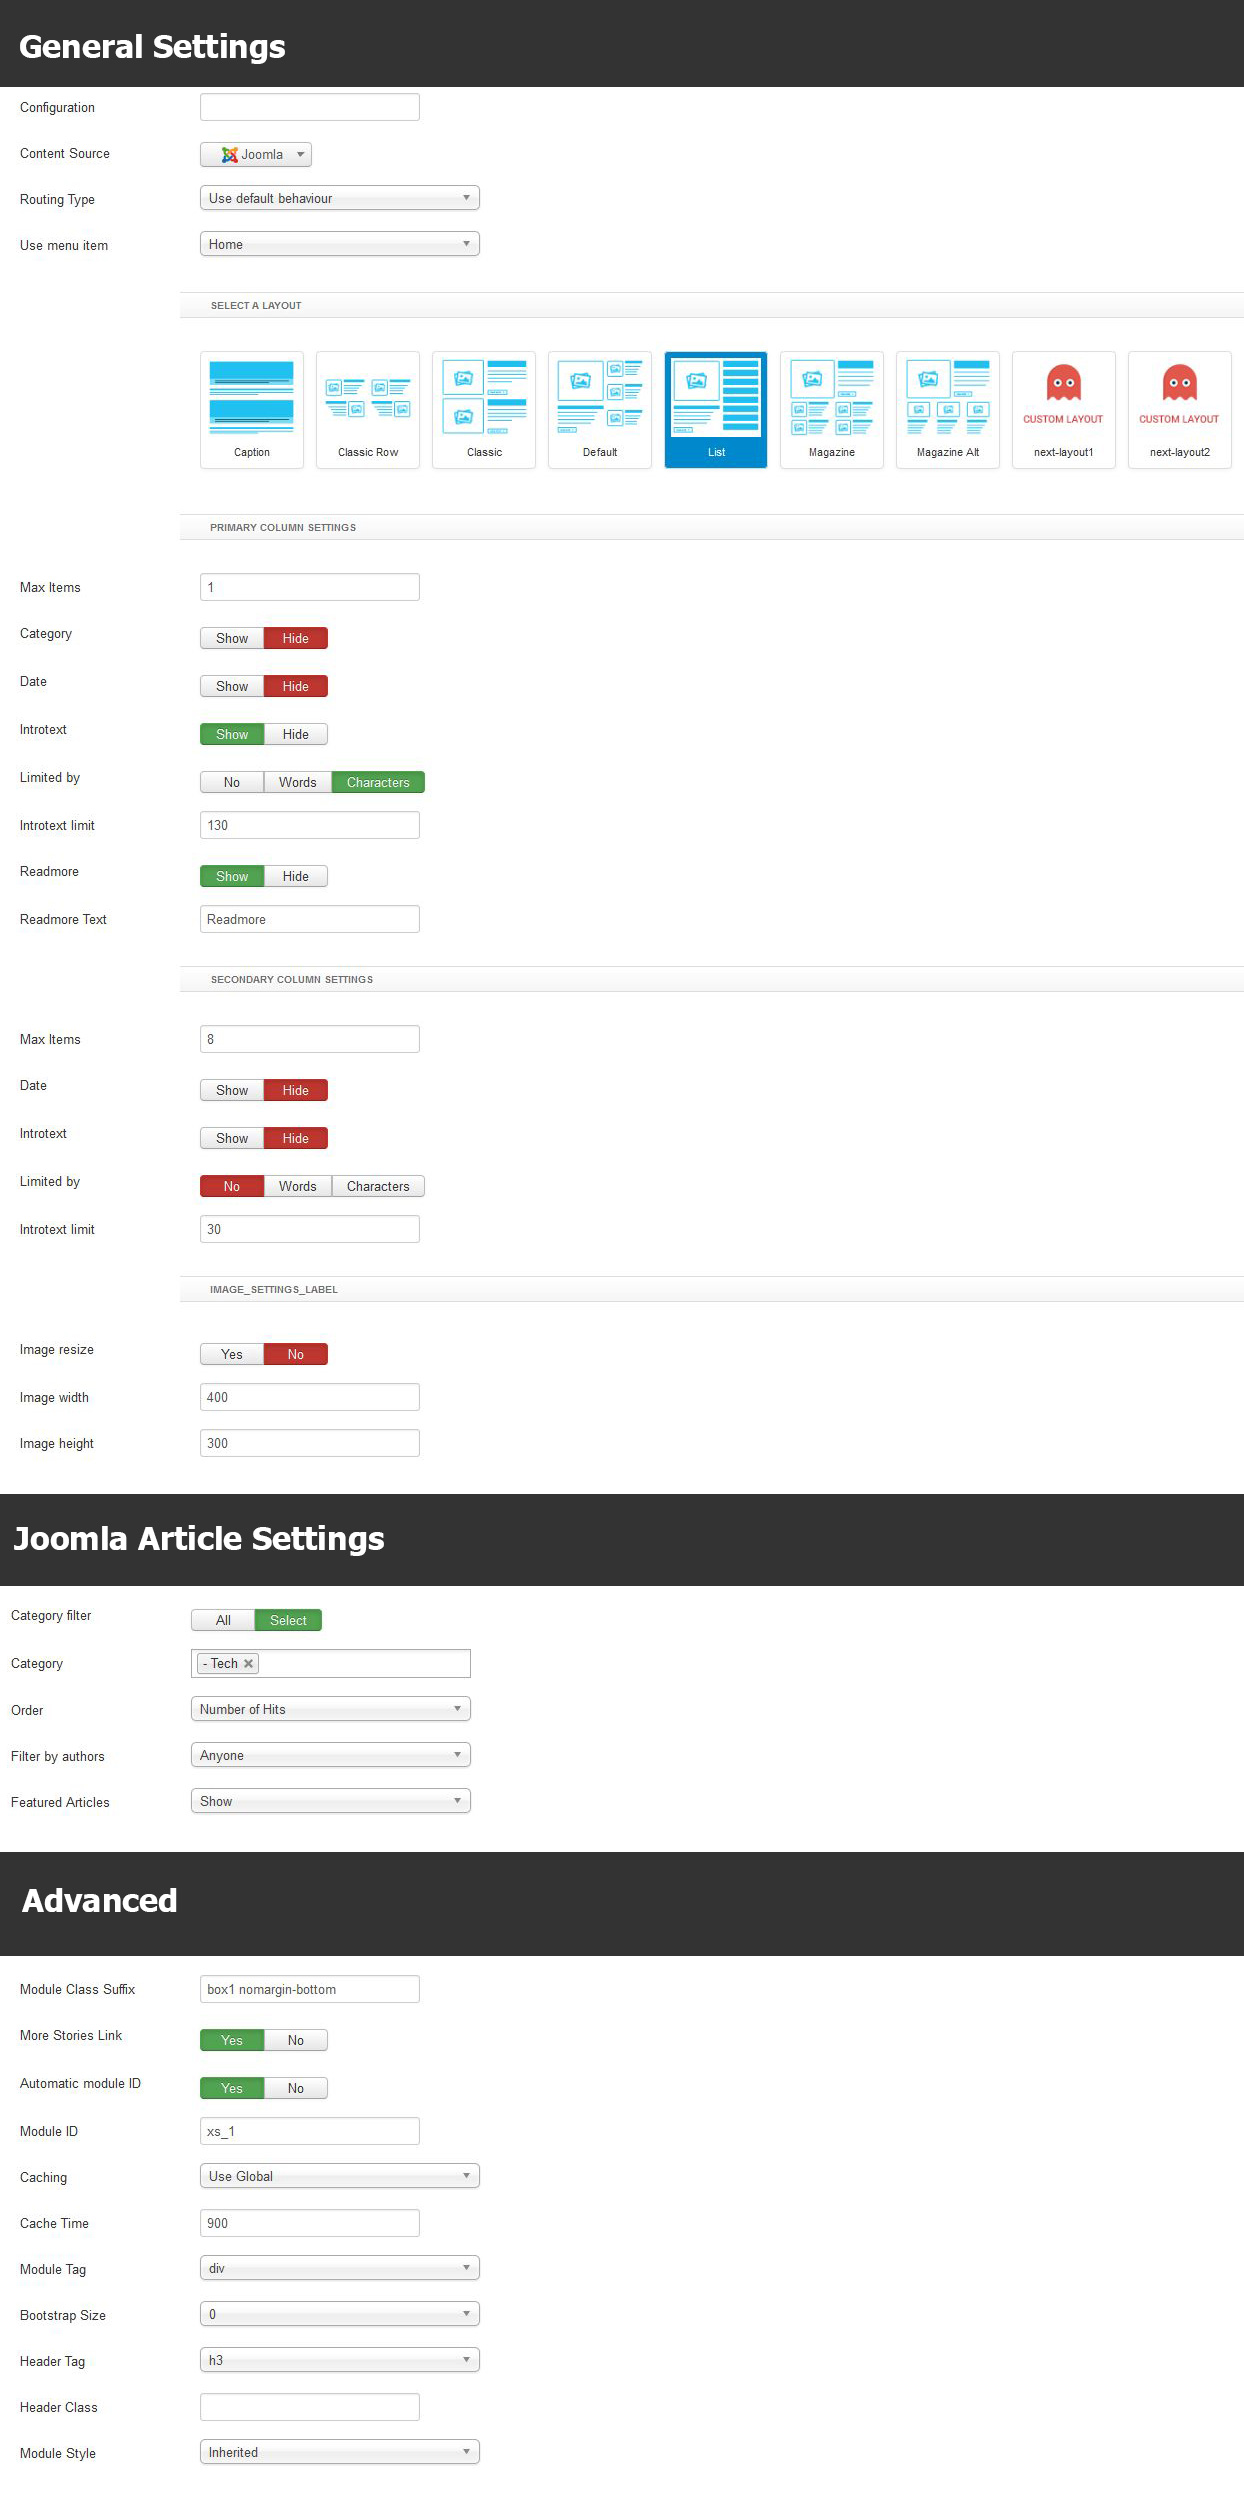 General Settings
Configuration
Content Source Joomla
Routing Type Use default behaviour
Use menu item Home
SELECT A LAYOUT
CUSTOM LAYOUT CUSTOM LAYOUT
Caption Classic Row Classic Default List Magazine Magazine Alt next-layout1 next-layout2
PRIMARY COLUMN SETTINGS
Max Items 1
Category Show Hide
Date Show Hide
Introtext Show Hide
Limited by No Words Characters
Introtext limit 130
Readmore Show Hide
Readmore Text Readmore
SECONDARY COLUMN SETTINGS
Max Items 8
Date Show Hide
Introtext Show Hide
Limited by No Words Characters
Introtext limit 30
IMAGE_SETTINGS_LABEL
Image resize Yes No
Image width 400
Image height 300
Joomla Article Settings
Category filter All Select
Category - Tech
Order Number of Hits
Filter by authors Anyone
Featured Articles Show
Advanced
Module Class Suffix box1 nomargin-bottom
More Stories Link Yes No
Automatic module ID Yes No
Module ID xs_1
Caching Use Global
Cache Time 900
Module Tag div
Bootstrap Size 0
Header Tag h3
Header Class
Module Style Inherited